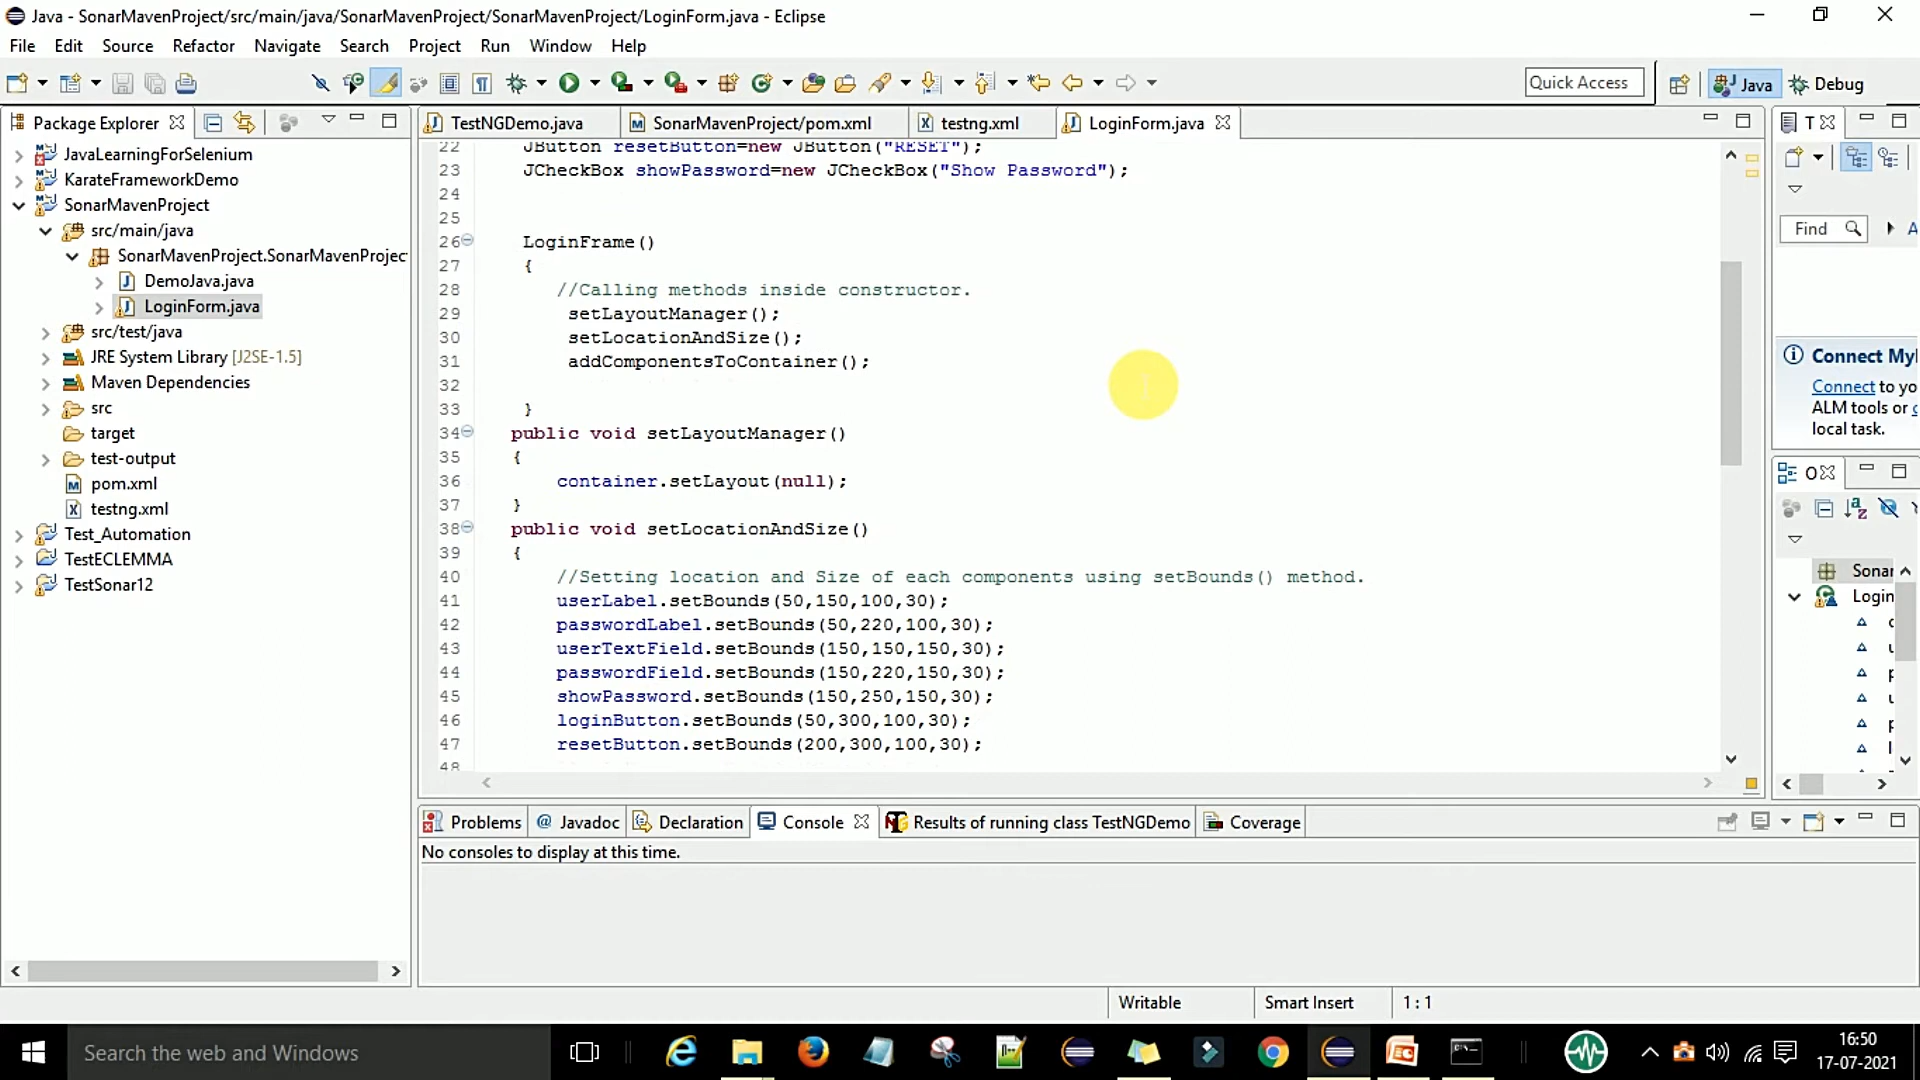 Java - SonarMavenProject/src/main/java/SonarMavenProject/SonarMavenProject/LoginForm.java - Eclipse
File Edit Source Refactor Navigate Search Project Run Window Help
Quick Access
Java
Debug
Package Explorer
JavaLearningForSelenium
KarateFrameworkDemo
SonarMavenProject
src/main/java
SonarMavenProject.SonarMavenProjec
DemoJava.java
LoginForm.java
src/test/java
JRE System Library [J2SE-1.5]
Maven Dependencies
src
target
test-output
pom.xml
testng.xml
Test_Automation
TestECLEMMA
TestSonar12
TestNGDemo.java
SonarMavenProject/pom.xml
testng.xml
LoginForm.java
22 JButton resetButton=new JButton("RESET");
23 JCheckBox showPassword=new JCheckBox("Show Password");
24
25
26 LoginFrame()
27 {
28 //Calling methods inside constructor.
29 setLayoutManager();
30 setLocationAndSize();
31 addComponentsToContainer();
32
33 }
34 public void setLayoutManager()
35 {
36 container.setLayout(null);
37 }
38 public void setLocationAndSize()
39 {
40 //Setting location and Size of each components using setBounds() method.
41 userLabel.setBounds(50,150,100,30);
42 passwordLabel.setBounds(50,220,100,30);
43 userTextField.setBounds(150,150,150,30);
44 passwordField.setBounds(150,220,150,30);
45 showPassword.setBounds(150,250,150,30);
46 loginButton.setBounds(50,300,100,30);
47 resetButton.setBounds(200,300,100,30);
48
T
Find
A
Connect Myl
Connect to yo
ALM tools or c
local task.
O
Sonar
Login
Problems
@ Javadoc
Declaration
Console
Results of running class TestNGDemo
Coverage
No consoles to display at this time.
Writable
Smart Insert
1 : 1
Search the web and Windows
16:50
17-07-2021